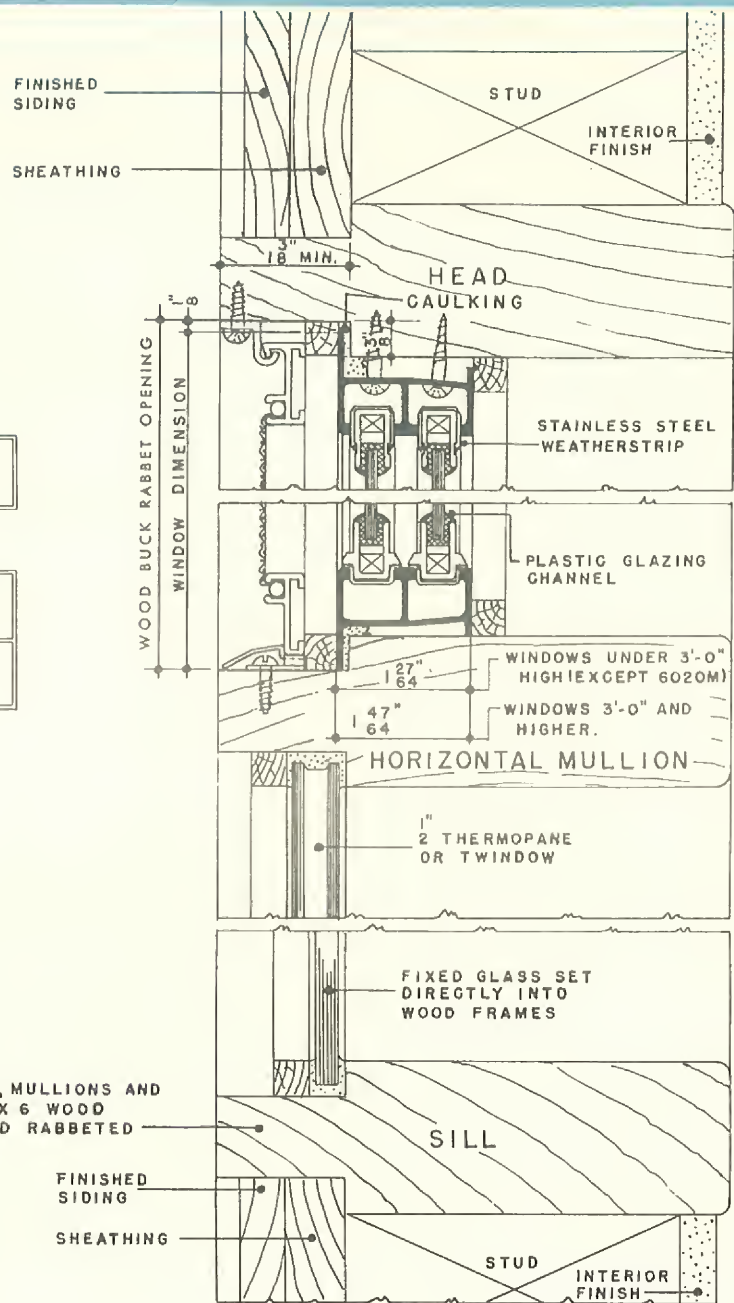 FINISHED
SIDING
SHEATHING
STUD
INTERIOR
FINISH
3"
18 MIN.
HEAD
CAULKING
1"
8
3"
8
WOOD BUCK RABBET OPENING
WINDOW DIMENSION
STAINLESS STEEL
WEATHERSTRIP
PLASTIC GLAZING
CHANNEL
1 27"
64
WINDOWS UNDER 3'-0"
HIGH (EXCEPT 6020M)
1 47"
64
WINDOWS 3'-0" AND
HIGHER.
HORIZONTAL MULLION
1"
2 THERMOPANE
OR TWINDOW
FIXED GLASS SET
DIRECTLY INTO
WOOD FRAMES
MULLIONS AND
X 6 WOOD
D RABBETED
SILL
FINISHED
SIDING
SHEATHING
STUD
INTERIOR
FINISH